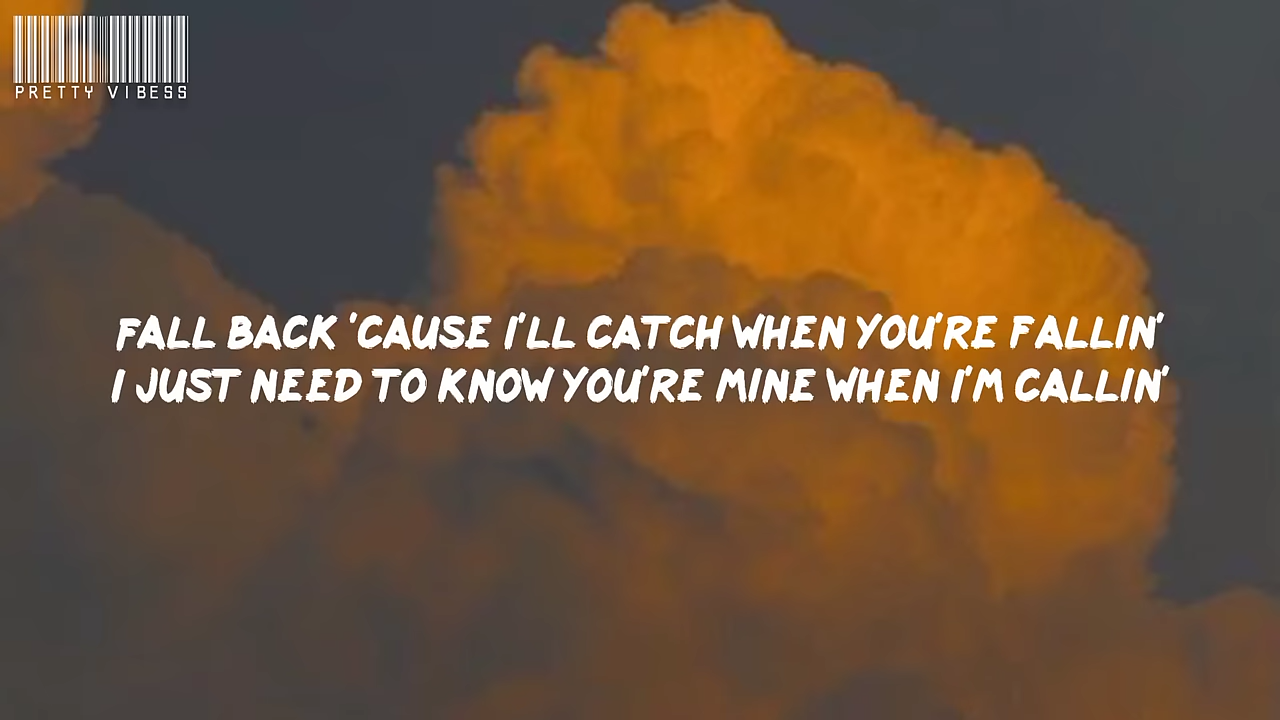 PRETTY VIBESS
FALL BACK 'CAUSE I'LL CATCH WHEN YOU'RE FALLIN'
I JUST NEED TO KNOW YOU'RE MINE WHEN I'M CALLIN'